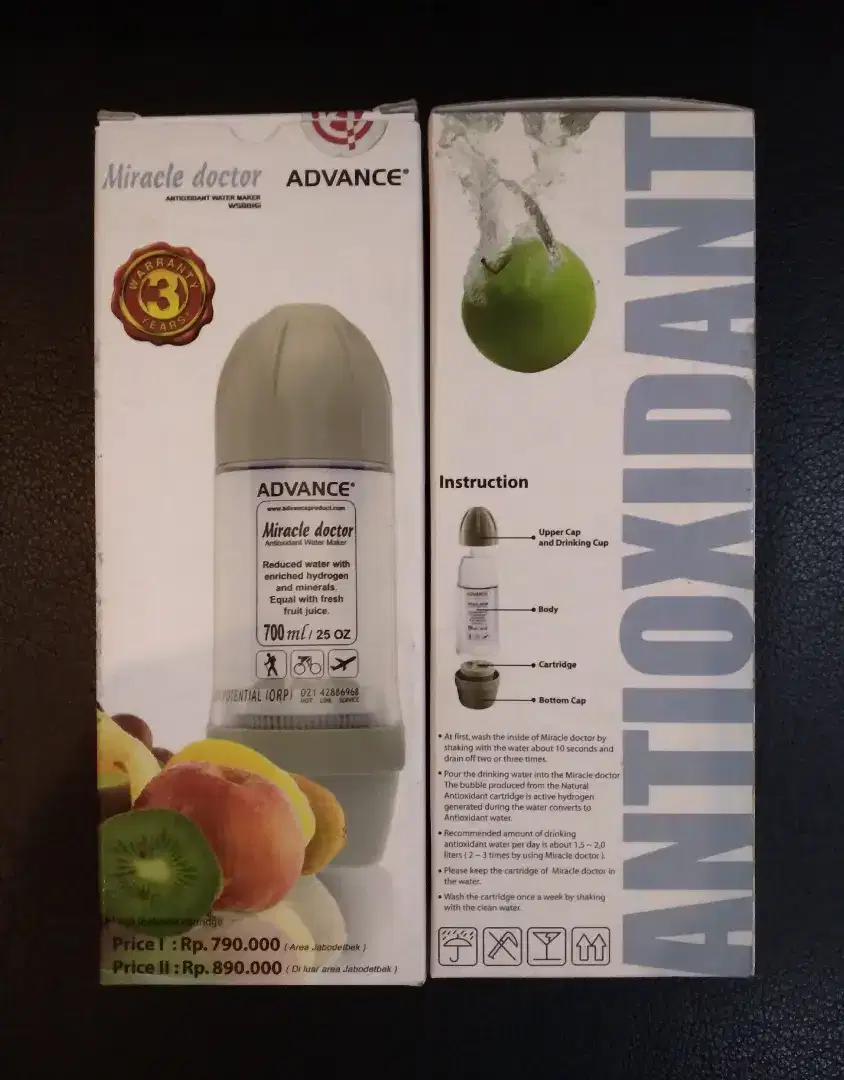 Miracle doctor
ANTIOXIDANT WATER MAKER
ADVANCE®
WARRANTY
3
YEARS
ADVANCE®
www.advanceproduct.com
Miracle doctor
Antioxidant Water Maker
Reduced water with
enriched hydrogen
and minerals.
Equal with fresh
fruit juice.
700 ml / 25 OZ
POTENTIAL (ORP) 021 42886968
HOT LINE SERVICE
Price I : Rp. 790.000 ( Area Jabodetbek )
Price II : Rp. 890.000 ( Di luar area Jabodetbek )
ANTIOXIDANT
Instruction
Upper Cap
and Drinking Cup
Body
Cartridge
Bottom Cap
• At first, wash the inside of Miracle doctor by
shaking with the water about 10 seconds and
drain off two or three times.
• Pour the drinking water into the Miracle doctor
The bubble produced from the Natural
Antioxidant cartridge is active hydrogen
generated during the water converts to
Antioxidant water.
• Recommended amount of drinking
antioxidant water per day is about 1,5 ~ 2,0
liters ( 2 ~ 3 times by using Miracle doctor ).
• Please keep the cartridge of Miracle doctor in
the water.
• Wash the cartridge once a week by shaking
with the clean water.